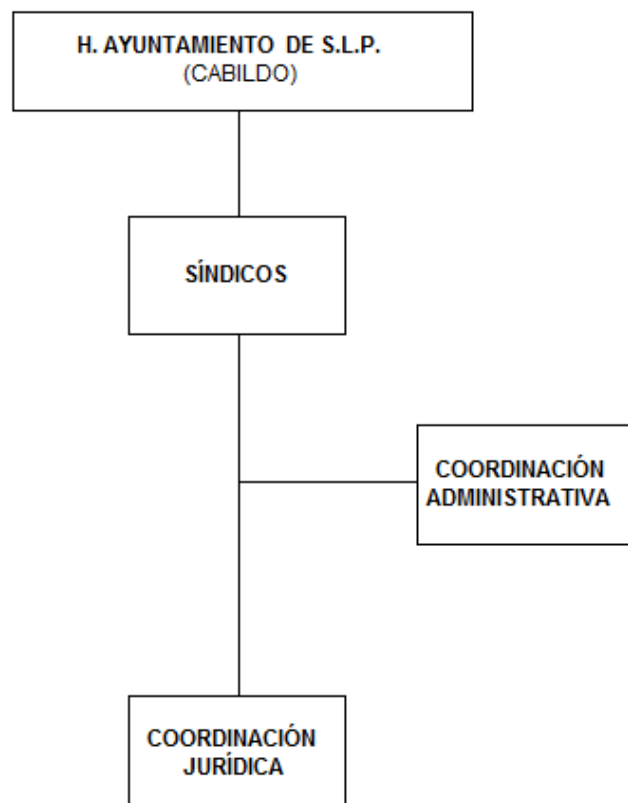 H. AYUNTAMIENTO DE S.L.P.
(CABILDO)
SÍNDICOS
COORDINACIÓN
ADMINISTRATIVA
COORDINACIÓN
JURÍDICA